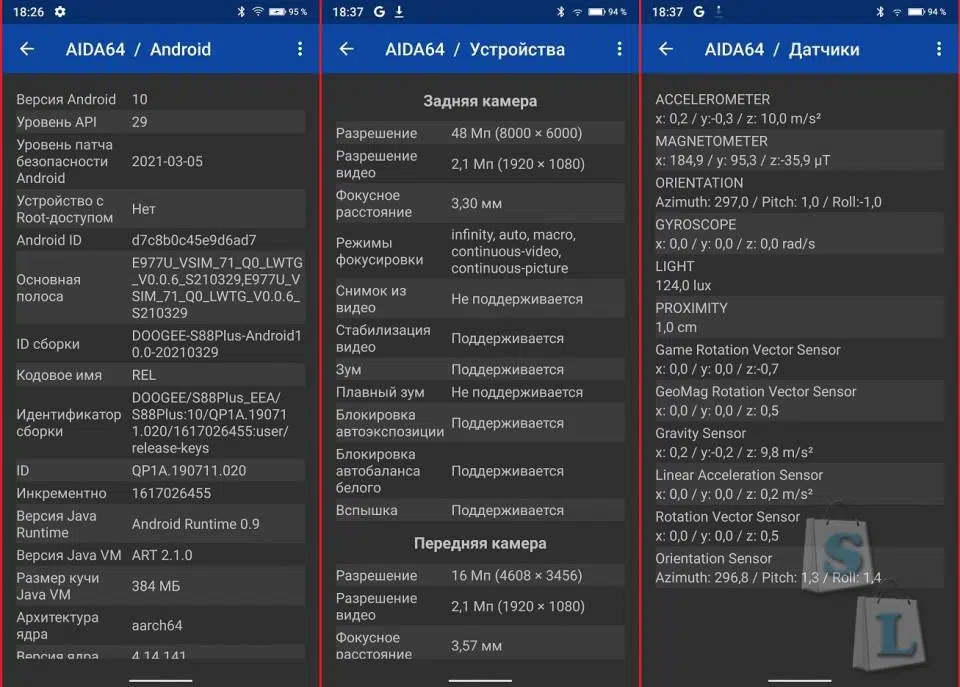 18:26 95 %
AIDA64 / Android
Версия Android 10
Уровень API 29
Уровень патча
безопасности
Android
2021-03-05
Устройство с
Root-доступом
Нет
Android ID d7c8b0c45e9d6ad7
Основная
полоса
E977U_VSIM_71_Q0_LWTG
_V0.0.6_S210329,E977U_V
SIM_71_Q0_LWTG_V0.0.6_
S210329
ID сборки
DOOGEE-S88Plus-Android1
0.0-20210329
Кодовое имя REL
Идентификатор
сборки
DOOGEE/S88Plus_EEA/
S88Plus:10/QP1A.19071
1.020/1617026455:user/
release-keys
ID QP1A.190711.020
Инкрементно 1617026455
Версия Java
Runtime
Android Runtime 0.9
Версия Java VM ART 2.1.0
Размер кучи
Java VM
384 МБ
Архитектура
ядра
aarch64
Версия ядра 4.14.141
18:37 G 94 %
AIDA64 / Устройства
Задняя камера
Разрешение 48 Мп (8000 × 6000)
Разрешение
видео
2,1 Мп (1920 × 1080)
Фокусное
расстояние
3,30 мм
Режимы
фокусировки
infinity, auto, macro,
continuous-video,
continuous-picture
Снимок из
видео
Не поддерживается
Стабилизация
видео
Поддерживается
Зум Поддерживается
Плавный зум Не поддерживается
Блокировка
автоэкспозиции
Поддерживается
Блокировка
автобаланса
белого
Поддерживается
Вспышка Поддерживается
Передняя камера
Разрешение 16 Мп (4608 × 3456)
Разрешение
видео
2,1 Мп (1920 × 1080)
Фокусное
расстояние
3,57 мм
18:37 G 94 %
AIDA64 / Датчики
ACCELEROMETER
x: 0,2 / y:-0,3 / z: 10,0 m/s²
MAGNETOMETER
x: 184,9 / y: 95,3 / z:-35,9 μT
ORIENTATION
Azimuth: 297,0 / Pitch: 1,0 / Roll:-1,0
GYROSCOPE
x: 0,0 / y: 0,0 / z: 0,0 rad/s
LIGHT
124,0 lux
PROXIMITY
1,0 cm
Game Rotation Vector Sensor
x: 0,0 / y: 0,0 / z:-0,7
GeoMag Rotation Vector Sensor
x: 0,0 / y: 0,0 / z: 0,5
Gravity Sensor
x: 0,2 / y:-0,2 / z: 9,8 m/s²
Linear Acceleration Sensor
x: 0,0 / y: 0,0 / z: 0,2 m/s²
Rotation Vector Sensor
x: 0,0 / y: 0,0 / z: 0,5
Orientation Sensor
Azimuth: 296,8 / Pitch: 1,3 / Roll: 1,4
S
L